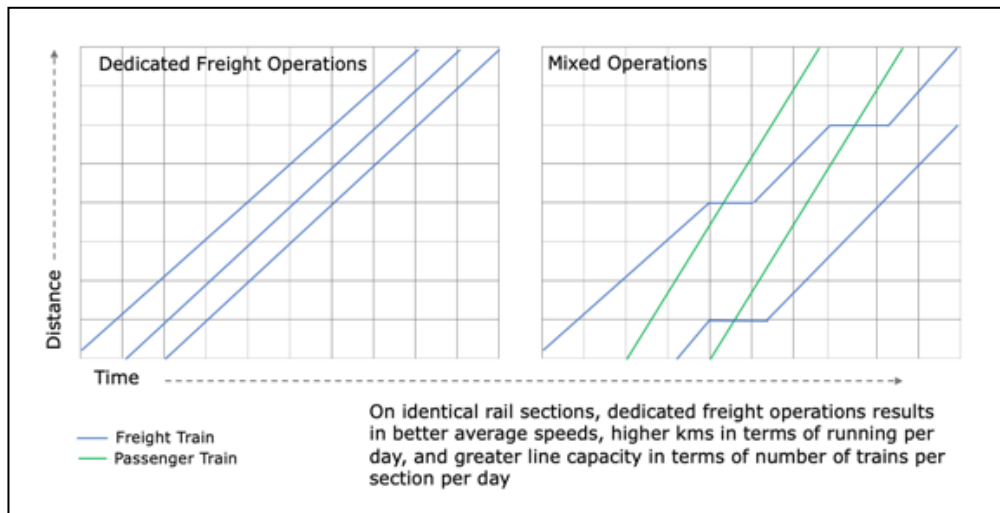 Dedicated Freight Operations
Mixed Operations
Distance
Time
Freight Train
Passenger Train
On identical rail sections, dedicated freight operations results
in better average speeds, higher kms in terms of running per
day, and greater line capacity in terms of number of trains per
section per day